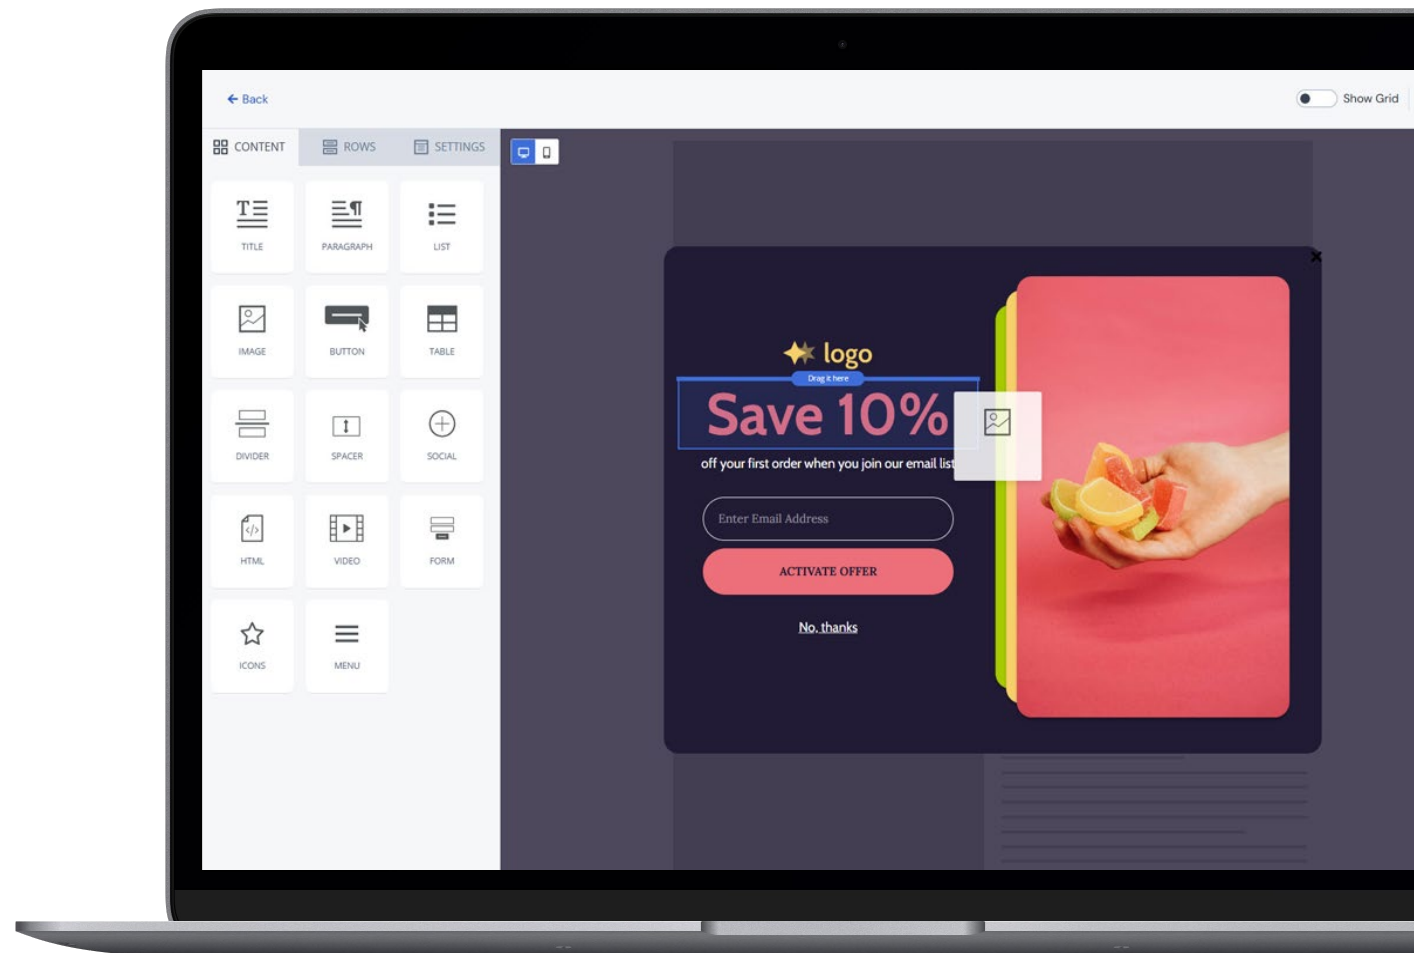 Back
Show Grid
CONTENT
ROWS
SETTINGS
TITLE
PARAGRAPH
LIST
IMAGE
BUTTON
TABLE
DIVIDER
SPACER
SOCIAL
HTML
VIDEO
FORM
ICONS
MENU
logo
Drag it here
Save 10%
off your first order when you join our email list
Enter Email Address
ACTIVATE OFFER
No, thanks